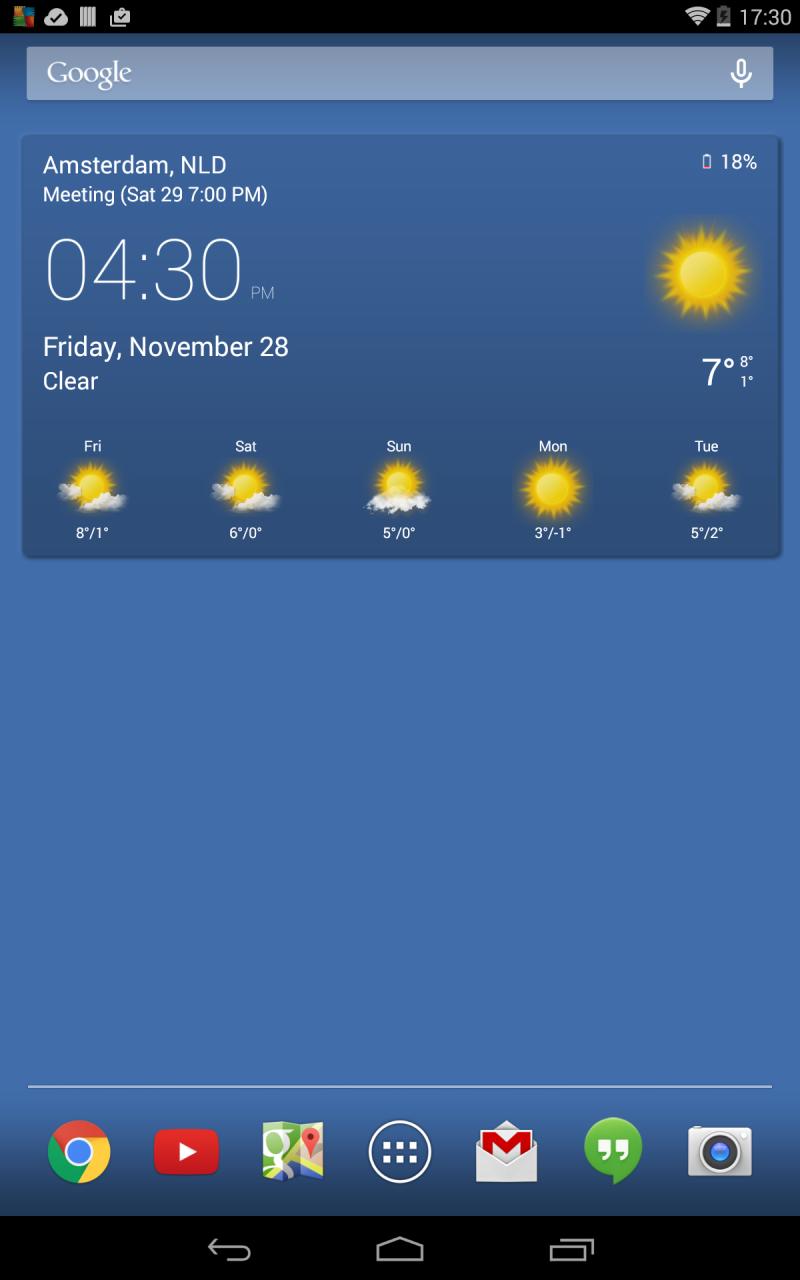 17:30
Google
Amsterdam, NLD
18%
Meeting (Sat 29 7:00 PM)
04:30 PM
Friday, November 28
Clear
7° 8°
1°
Fri Sat Sun Mon Tue
8°/1° 6°/0° 5°/0° 3°/-1° 5°/2°